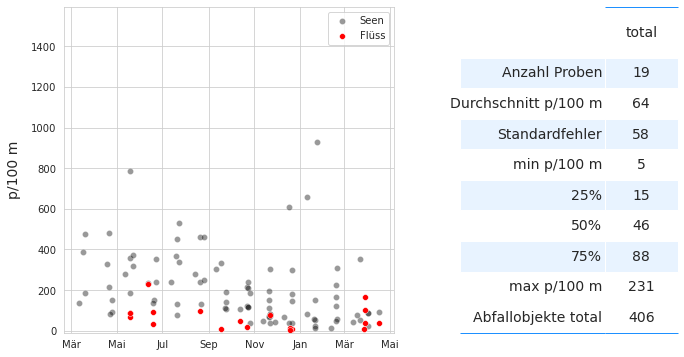 p/100 m
1400
1200
1000
800
600
400
200
0
Mär
Mai
Jul
Sep
Nov
Jan
Mär
Mai
Seen
Flüss
total
Anzahl Proben 19
Durchschnitt p/100 m 64
Standardfehler 58
min p/100 m 5
25% 15
50% 46
75% 88
max p/100 m 231
Abfallobjekte total 406